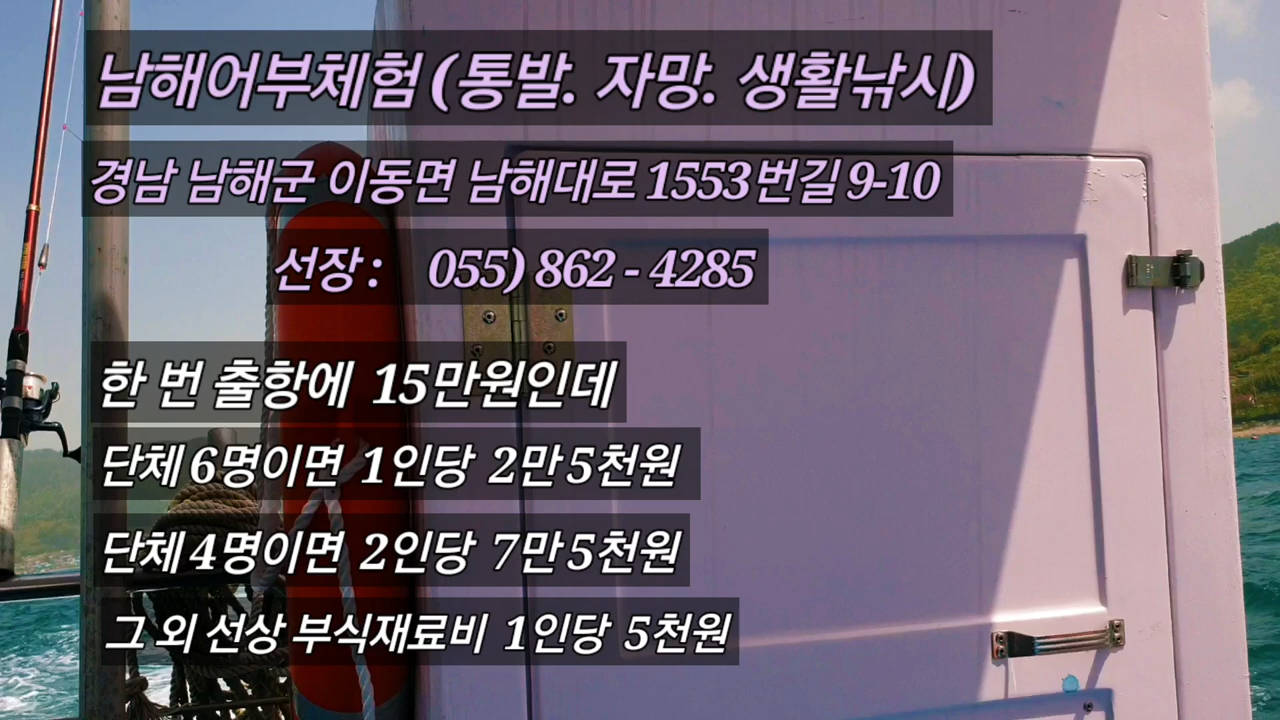 남해어부체험 (통발. 자망. 생활낚시)
경남 남해군 이동면 남해대로 1553번길 9-10
선장 : 055) 862 - 4285
한 번 출항에 15만원인데
단체 6명이면 1인당 2만 5천원
단체 4명이면 2인당 7만 5천원
그 외 선상 부식재료비 1인당 5천원